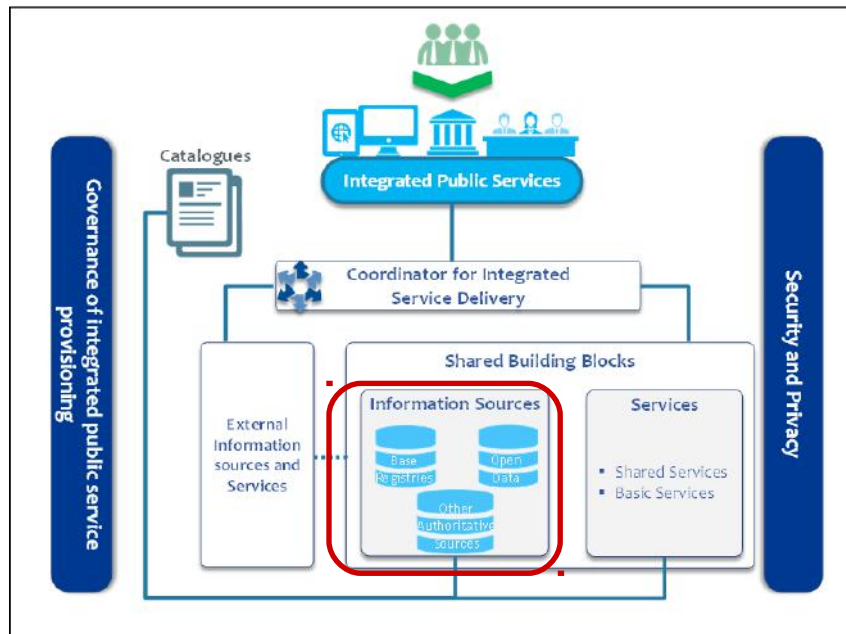 Catalogues
Integrated Public Services
Governance of integrated public service
provisioning
Coordinator for Integrated
Service Delivery
Security and Privacy
Shared Building Blocks
External
Information
sources and
Services
Information Sources
Base
Registries
Open
Data
Other
Authoritative
Sources
Services
▪ Shared Services
▪ Basic Services